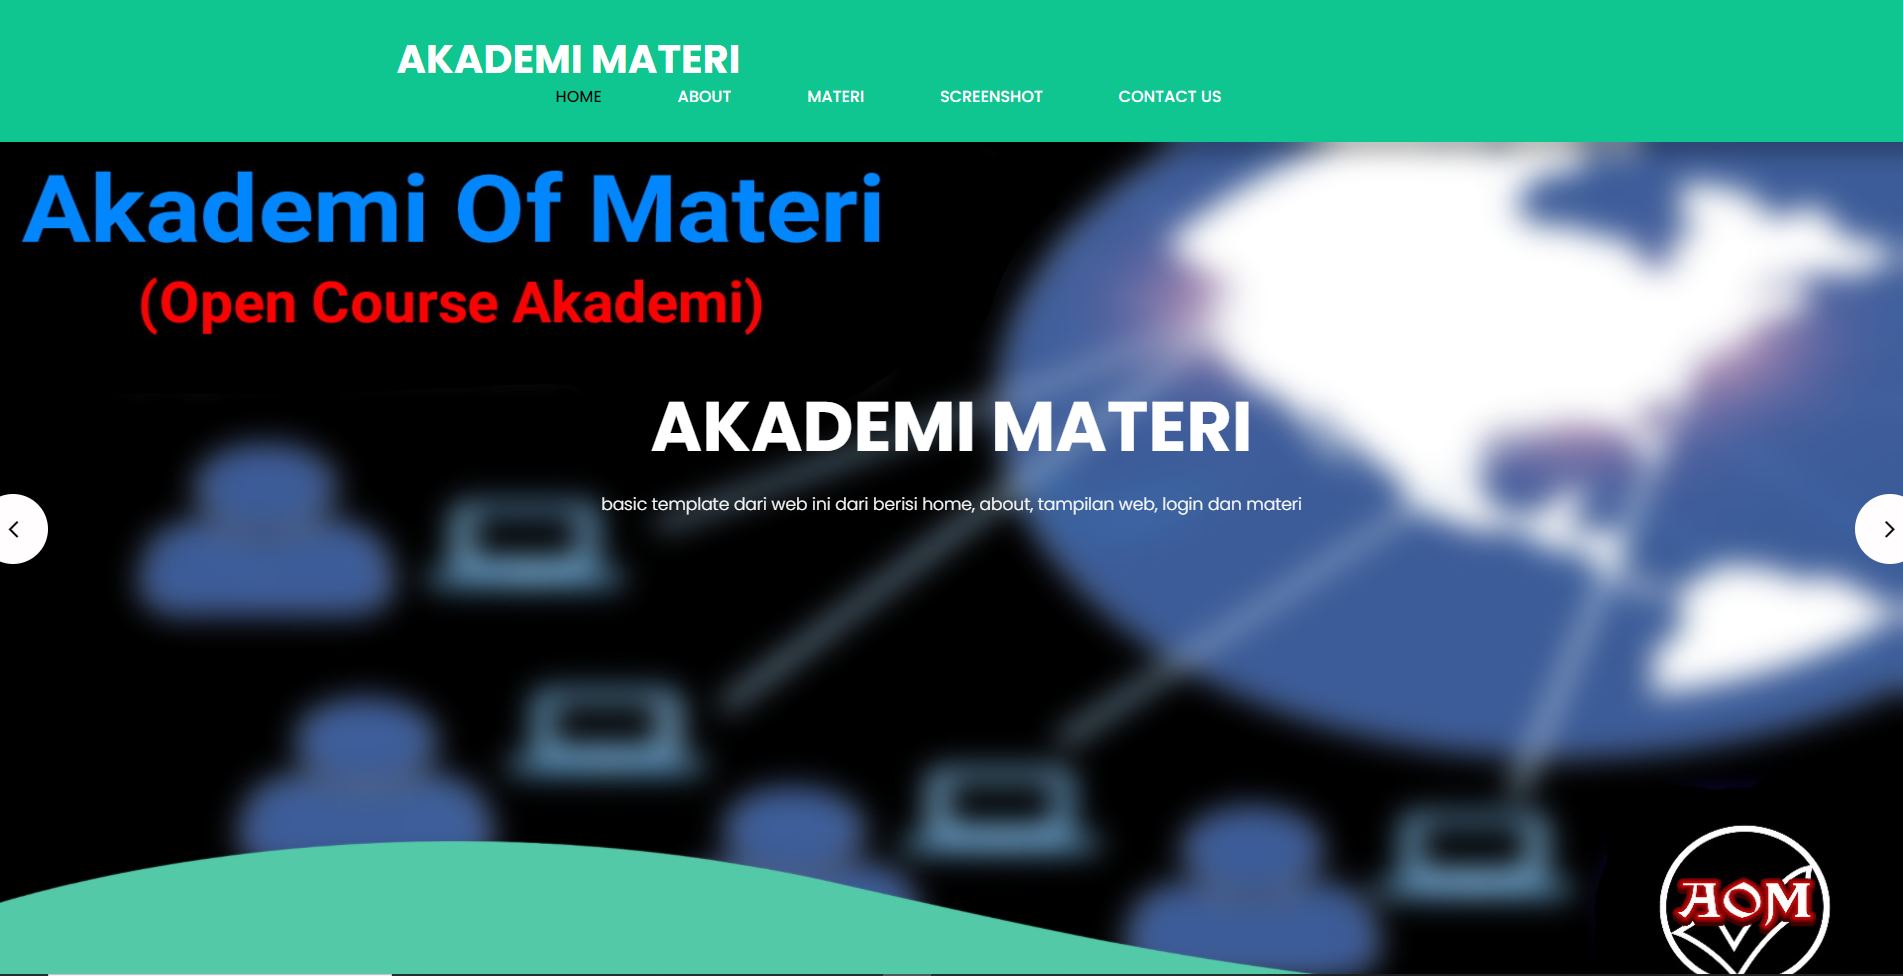 AKADEMI MATERI
HOME ABOUT MATERI SCREENSHOT CONTACT US
Akademi Of Materi
(Open Course Akademi)
AKADEMI MATERI
basic template dari web ini dari berisi home, about, tampilan web, login dan materi
AOM